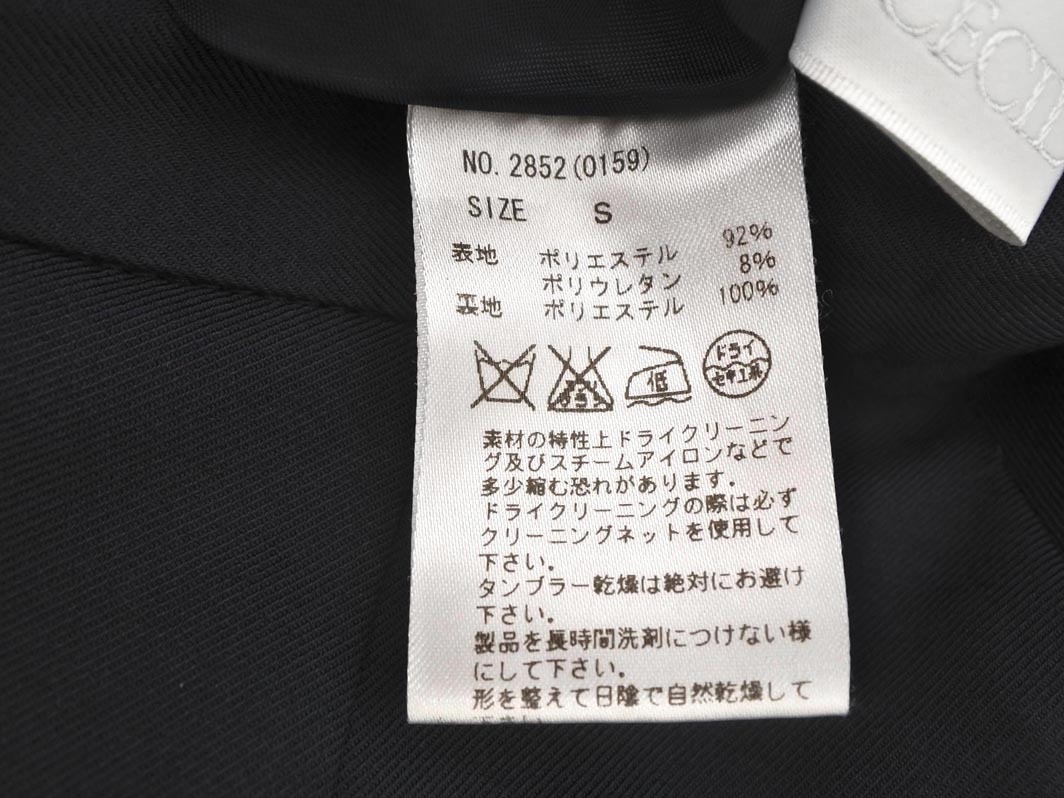 CECIL
NO. 2852(0159)
SIZE S
表地 ポリエステル 92%
ポリウレタン 8%
裏地 ポリエステル 100%
低
ドライ
セキユ系
素材の特性上ドライクリーニン
グ及びスチームアイロンなどで
多少縮む恐れがあります.
ドライクリーニングの際は必ず
クリーニングネットを使用して
下さい.
タンブラー乾燥は絶対にお避け
下さい.
製品を長時間洗剤につけない様
にして下さい.
形を整えて日陰で自然乾燥して